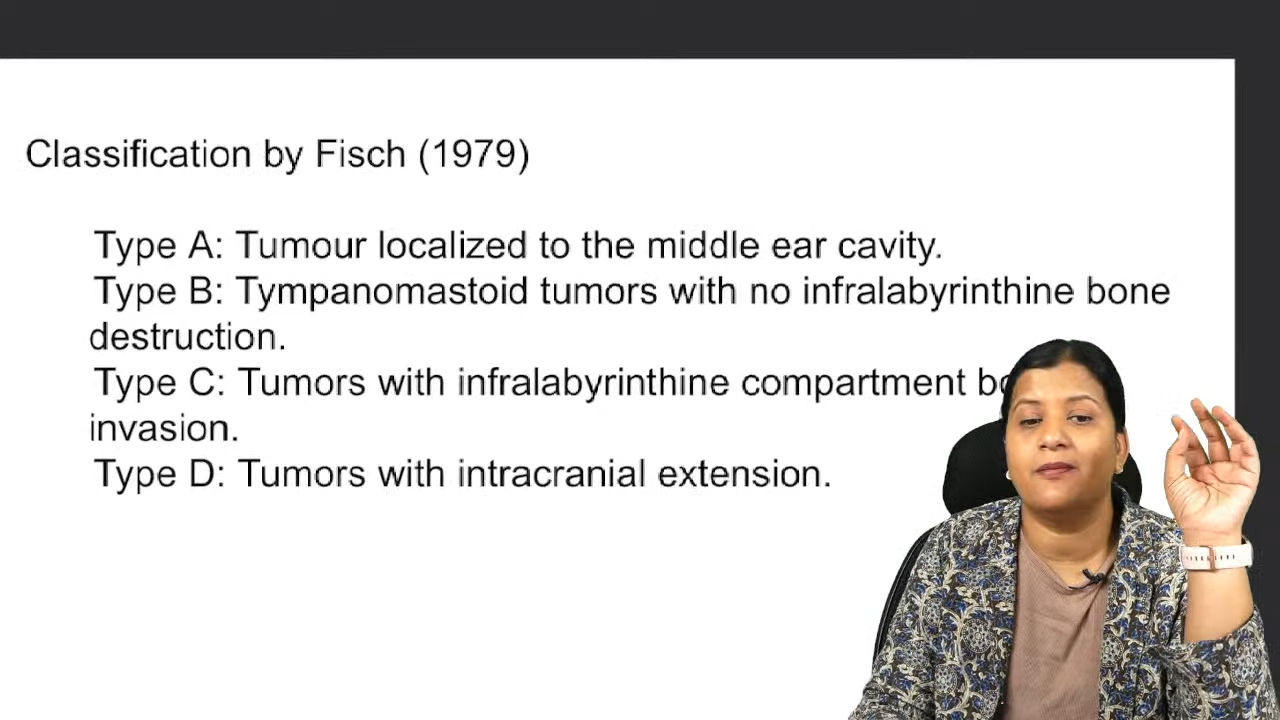 Classification by Fisch (1979)
Type A: Tumour localized to the middle ear cavity.
Type B: Tympanomastoid tumors with no infralabyrinthine bone
destruction.
Type C: Tumors with infralabyrinthine compartment
invasion.
Type D: Tumors with intracranial extension.